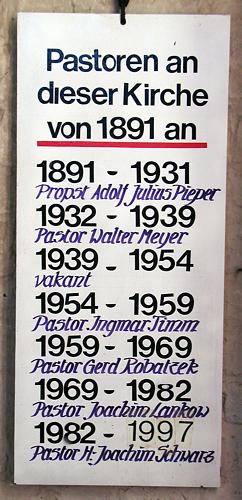 Pastoren an
dieser Kirche
von 1891 an
1891 - 1931
Propst Adolf Julius Pieper
1932 - 1939
Pastor Walter Meyer
1939 - 1954
vakant
1954 - 1959
Pastor Ingmar Timm
1959 - 1969
Pastor Gerd Robatzek
1969 - 1982
Pastor Joachim Lankow
1982 - 1997
Pastor H.-Joachim Schwarz